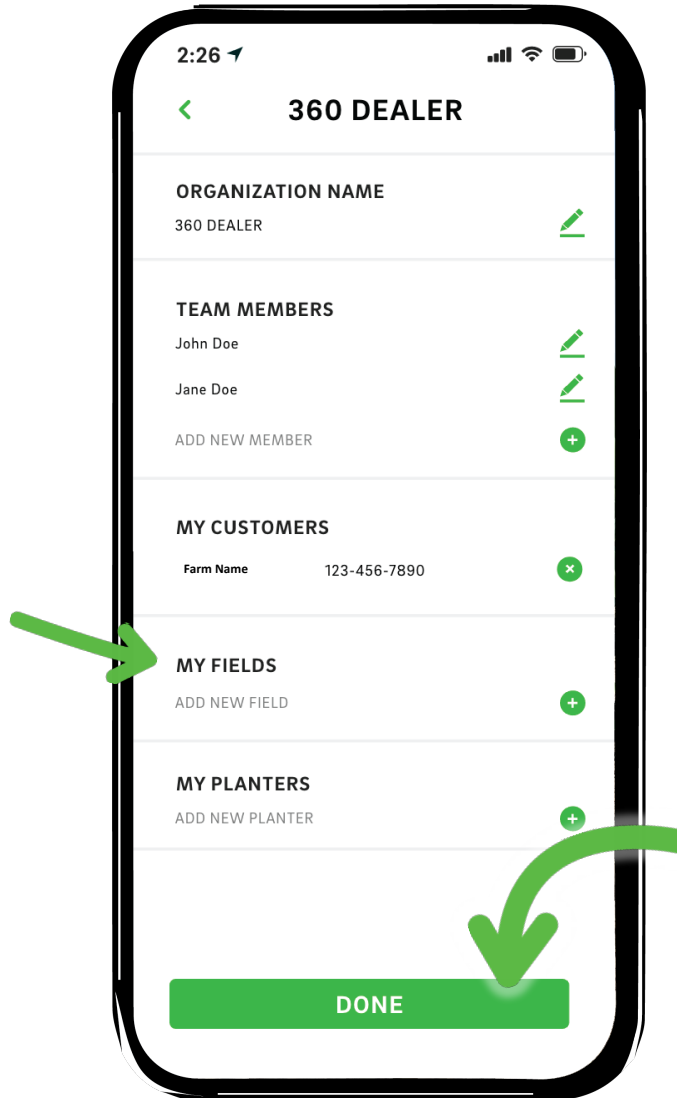 2:26
360 DEALER
ORGANIZATION NAME
360 DEALER
TEAM MEMBERS
John Doe
Jane Doe
ADD NEW MEMBER
MY CUSTOMERS
Farm Name 123-456-7890
MY FIELDS
ADD NEW FIELD
MY PLANTERS
ADD NEW PLANTER
DONE